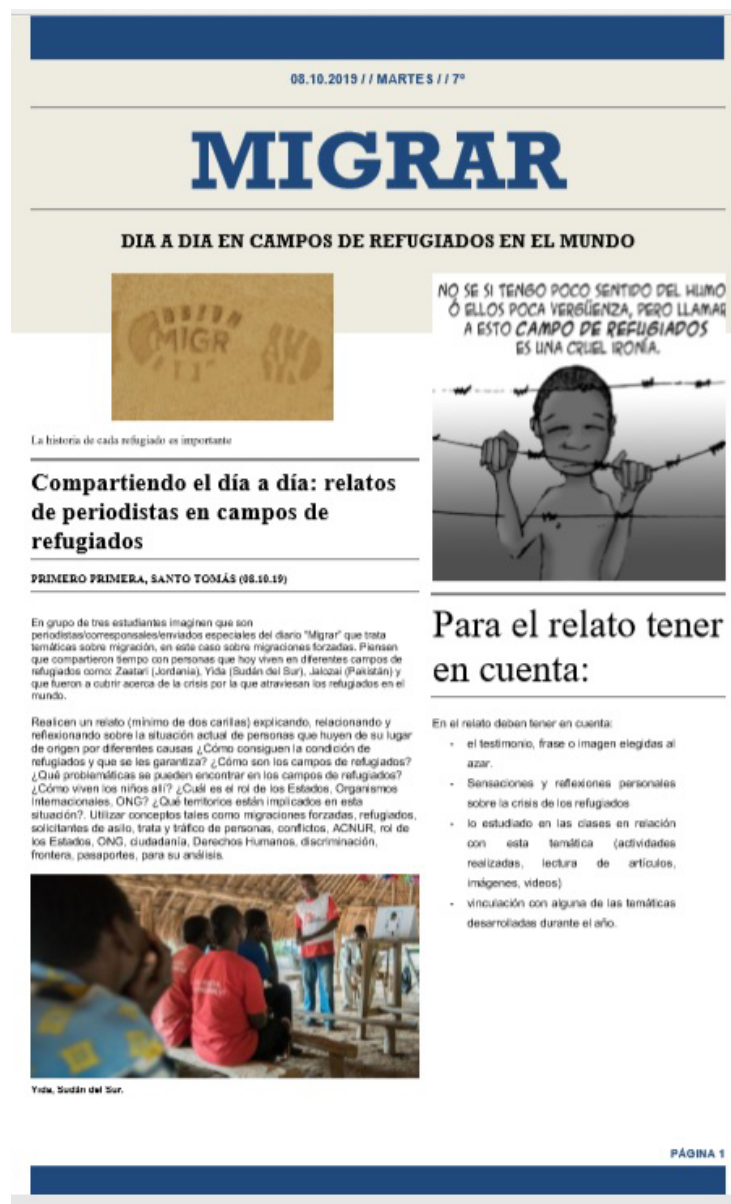 08.10.2019 // MARTES // 7º
MIGRAR
DIA A DIA EN CAMPOS DE REFUGIADOS EN EL MUNDO
MIGR
AND
La historia de cada refugiado es importante
Compartiendo el día a día: relatos
de periodistas en campos de
refugiados
PRIMERO PRIMERA, SANTO TOMÁS (08.10.19)
En grupo de tres estudiantes imaginen que son
periodistas/corresponsales/enviados especiales del diario "Migrar" que trata
temáticas sobre migración, en este caso sobre migraciones forzadas. Piensen
que compartieron tiempo con personas que hoy viven en diferentes campos de
refugiados como: Zaatari (Jordania), Yida (Sudán del Sur), Jalozai (Pakistán) y
que fueron a cubrir acerca de la crisis por la que atraviesan los refugiados en el
mundo.
Realicen un relato (mínimo de dos carillas) explicando, relacionando y
reflexionando sobre la situación actual de personas que huyen de su lugar
de origen por diferentes causas ¿Cómo consiguen la condición de
refugiados y que se les garantiza? ¿Cómo son los campos de refugiados?
¿Qué problemáticas se pueden encontrar en los campos de refugiados?
¿Cómo viven los niños allí? ¿Cuál es el rol de los Estados, Organismos
Internacionales, ONG? ¿Qué territorios están implicados en esta
situación?. Utilizar conceptos tales como migraciones forzadas, refugiados,
solicitantes de asilo, trata y tráfico de personas, conflictos, ACNUR, rol de
los Estados, ONG, ciudadanía, Derechos Humanos, discriminación,
frontera, pasaportes, para su análisis.
Yida, Sudán del Sur.
NO SE SI TENGO POCO SENTIDO DEL HUMO
Ó ELLOS POCA VERGÜENZA, PERO LLAMAR
A ESTO CAMPO DE REFUGIADOS
ES UNA CRUEL IRONÍA.
Para el relato tener
en cuenta:
En el relato deben tener en cuenta:
- el testimonio, frase o imagen elegidas al
azar.
- Sensaciones y reflexiones personales
sobre la crisis de los refugiados
- lo estudiado en las clases en relación
con esta temática (actividades
realizadas, lectura de artículos,
imágenes, videos)
- vinculación con alguna de las temáticas
desarrolladas durante el año.
PÁGINA 1